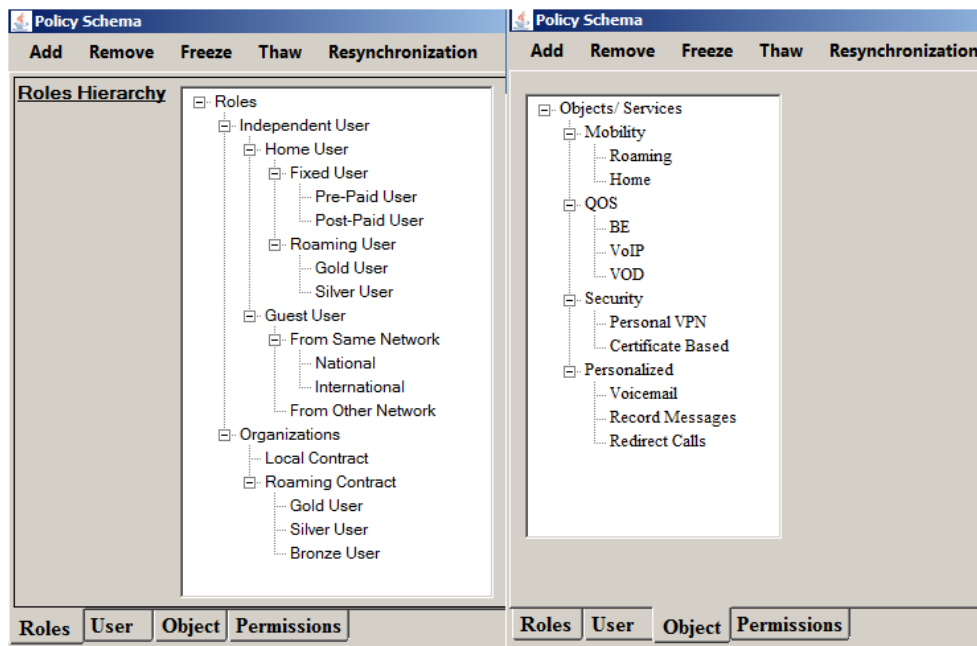 Policy Schema
Add Remove Freeze Thaw Resynchronization
Roles Hierarchy
Roles
Independent User
Home User
Fixed User
Pre-Paid User
Post-Paid User
Roaming User
Gold User
Silver User
Guest User
From Same Network
National
International
From Other Network
Organizations
Local Contract
Roaming Contract
Gold User
Silver User
Bronze User
Roles User Object Permissions
Policy Schema
Add Remove Freeze Thaw Resynchronization
Objects/ Services
Mobility
Roaming
Home
QOS
BE
VoIP
VOD
Security
Personal VPN
Certificate Based
Personalized
Voicemail
Record Messages
Redirect Calls
Roles User Object Permissions